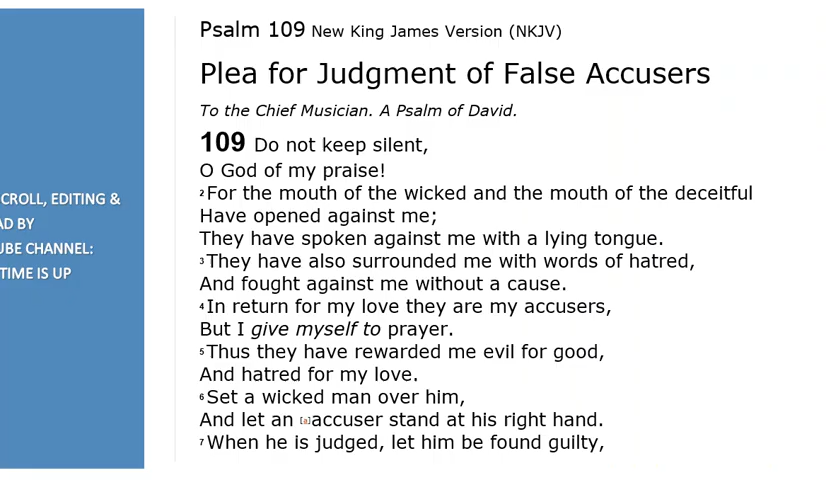 CROLL, EDITING &
AD BY
UBE CHANNEL:
TIME IS UP
Psalm 109 New King James Version (NKJV)
Plea for Judgment of False Accusers
To the Chief Musician. A Psalm of David.
109 Do not keep silent,
O God of my praise!
2 For the mouth of the wicked and the mouth of the deceitful
Have opened against me;
They have spoken against me with a lying tongue.
3 They have also surrounded me with words of hatred,
And fought against me without a cause.
4 In return for my love they are my accusers,
But I give myself to prayer.
5 Thus they have rewarded me evil for good,
And hatred for my love.
6 Set a wicked man over him,
And let an [a]accuser stand at his right hand.
7 When he is judged, let him be found guilty,